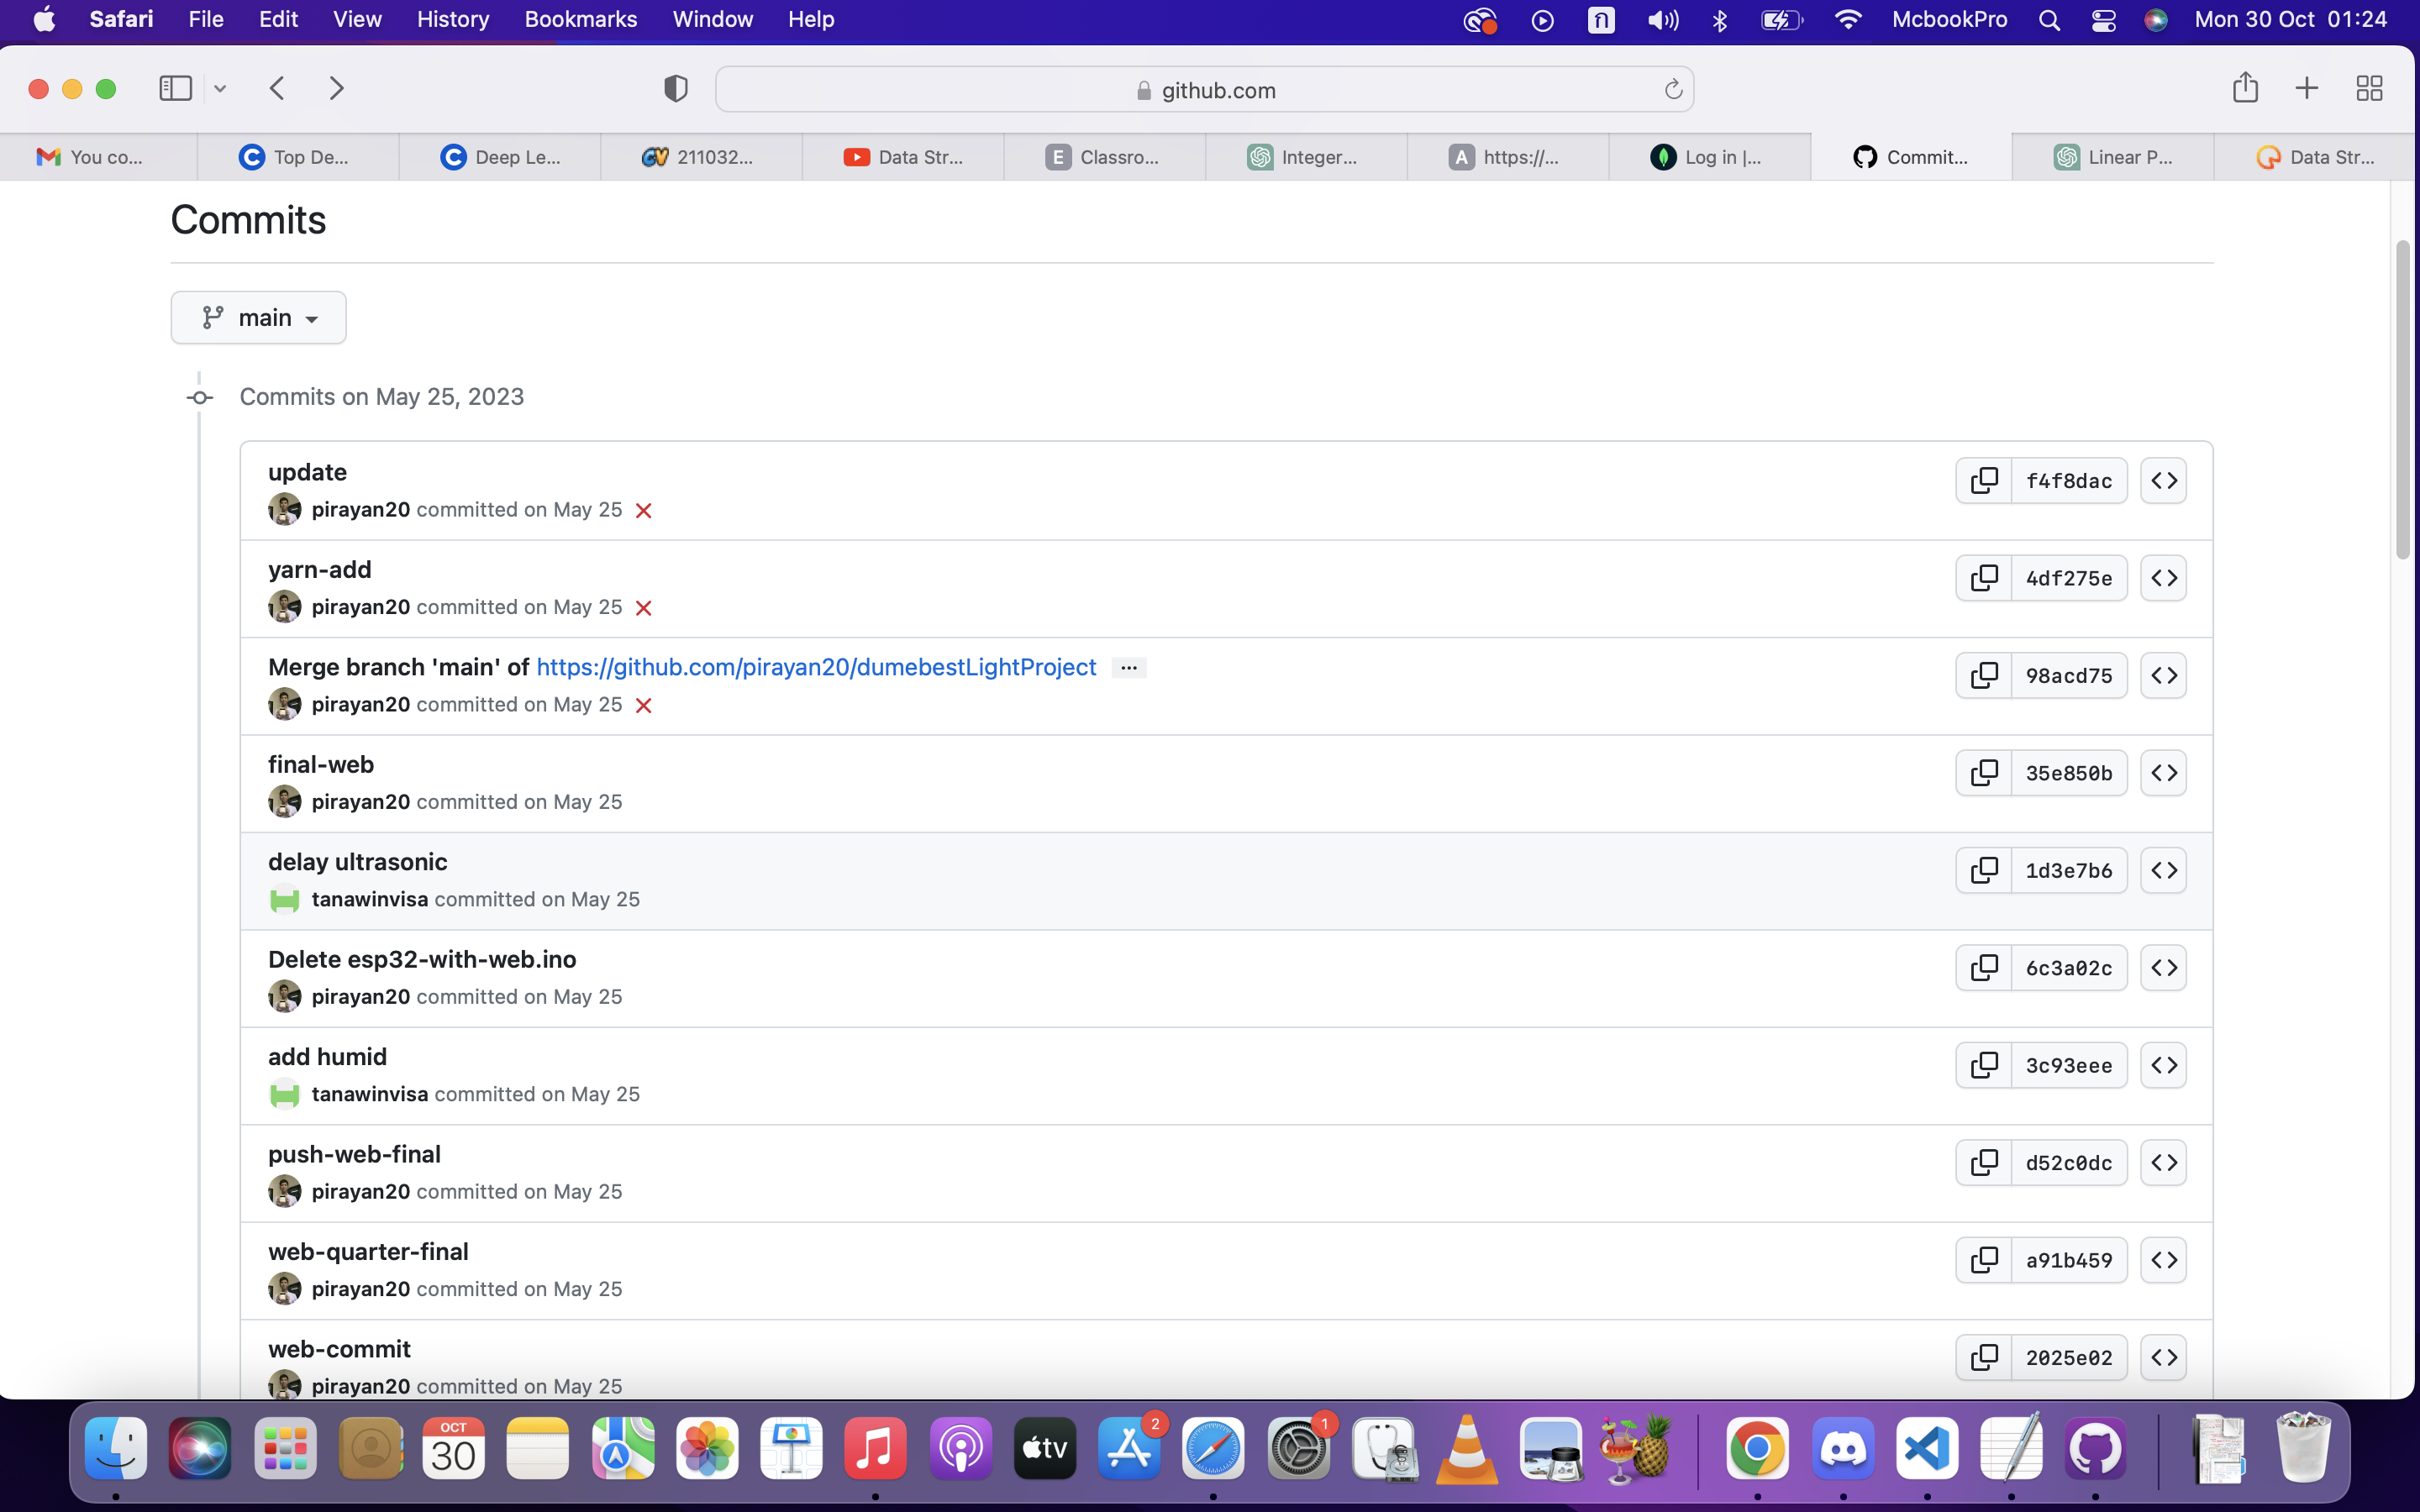 Safari File Edit View History Bookmarks Window Help ก McbookPro Mon 30 Oct 01:24
github.com
You co... Top De... Deep Le... 211032... Data Str... E Classro... Integer... A https://... Log in |... Commit... Linear P... Data Str...
Commits
main
Commits on May 25, 2023
update
f4f8dac
pirayan20 committed on May 25
yarn-add
4df275e
pirayan20 committed on May 25
Merge branch 'main' of https://github.com/pirayan20/dumebestLightProject ...
98acd75
pirayan20 committed on May 25
final-web
35e850b
pirayan20 committed on May 25
delay ultrasonic
1d3e7b6
tanawinvisa committed on May 25
Delete esp32-with-web.ino
6c3a02c
pirayan20 committed on May 25
add humid
3c93eee
tanawinvisa committed on May 25
push-web-final
d52c0dc
pirayan20 committed on May 25
web-quarter-final
a91b459
pirayan20 committed on May 25
web-commit
2025e02
pirayan20 committed on May 25
OCT
30
tv
2
1